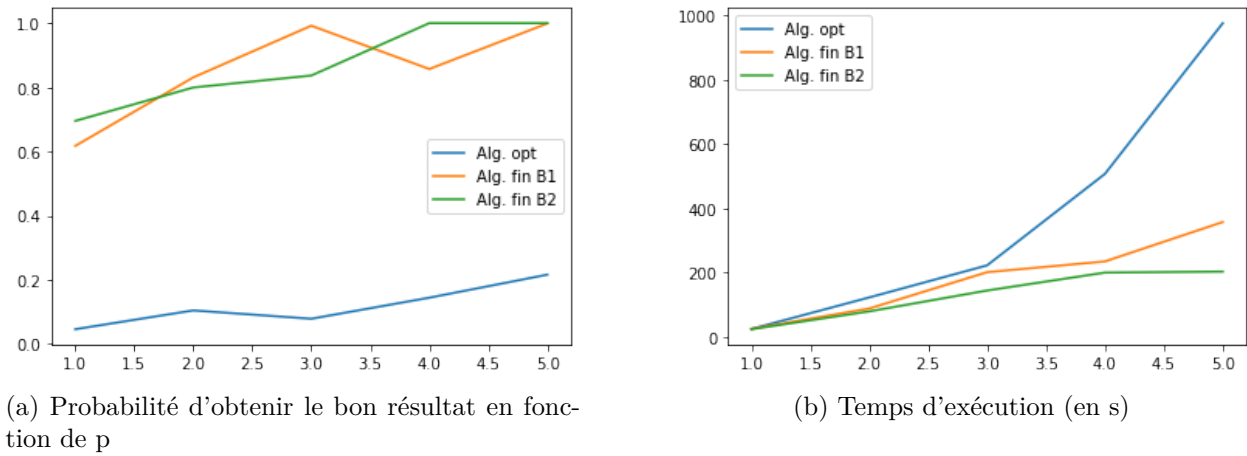 1.0
0.8
0.6
0.4
0.2
0.0
Alg. opt
Alg. fin B1
Alg. fin B2
1.0 1.5 2.0 2.5 3.0 3.5 4.0 4.5 5.0
(a) Probabilité d'obtenir le bon résultat en fonc-
tion de p
1000
800
600
400
200
0
Alg. opt
Alg. fin B1
Alg. fin B2
1.0 1.5 2.0 2.5 3.0 3.5 4.0 4.5 5.0
(b) Temps d'exécution (en s)